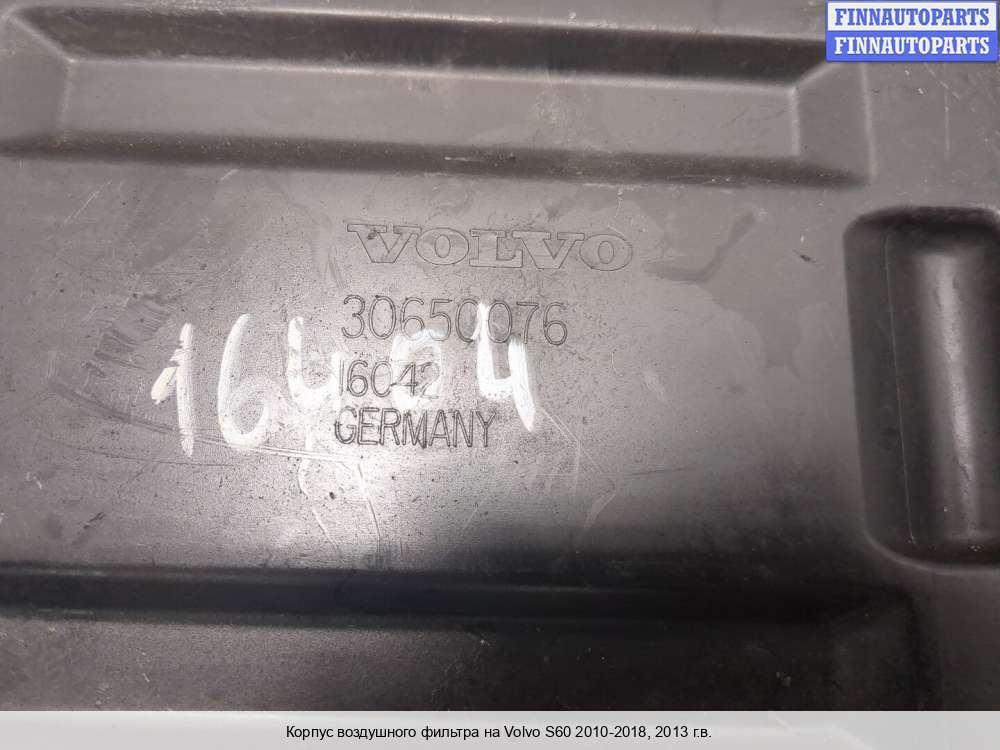 FINNAUTOPARTS
FINNAUTOPARTS
VOLVO
30650076
16042
GERMANY
16404
Корпус воздушного фильтра на Volvo S60 2010-2018, 2013 г.в.